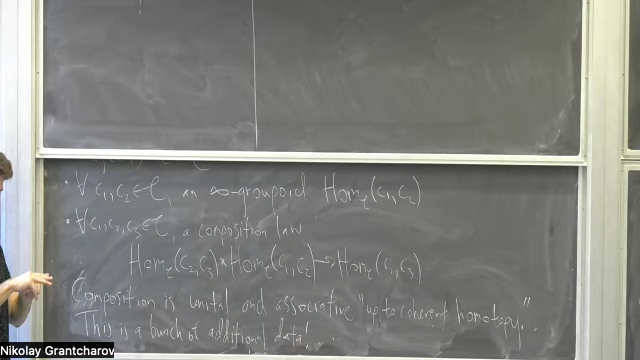 • ∀ c₁, c₂ ∈ C, an ∞-groupoid Hom_C(c₁, c₂)
• ∀ c₁, c₂, c₃ ∈ C, a composition law
Hom_C(c₂, c₃) × Hom_C(c₁, c₂) → Hom_C(c₁, c₃)
Composition is unital and associative "up to coherent homotopy".
This is a bunch of additional data!
Nikolay Grantcharov